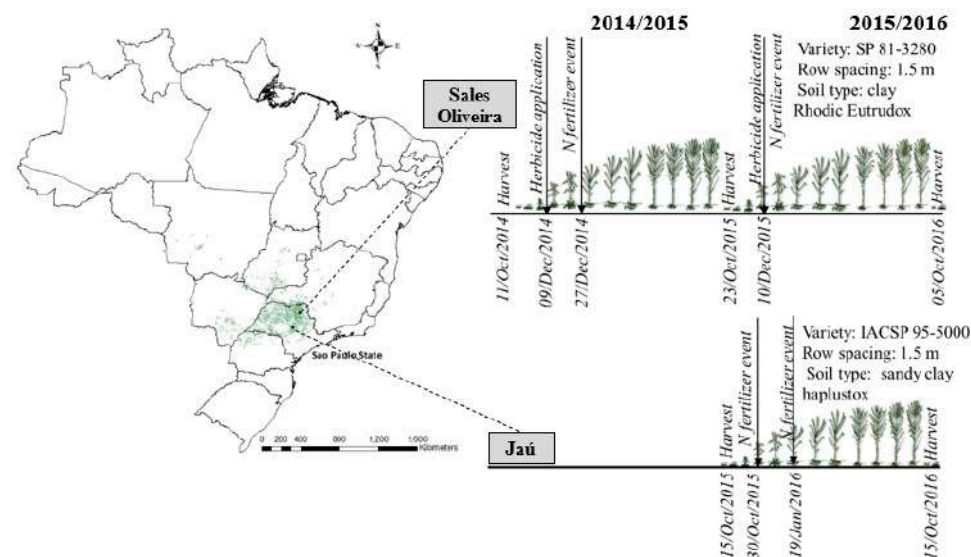 2014/2015
2015/2016
N
W
E
S
Sales
Oliveira
Harvest
Herbicide application
N fertilizer event
Harvest
Herbicide application
N fertilizer event
Harvest
Variety: SP 81-3280
Row spacing: 1.5 m
Soil type: clay
Rhodic Eutrudox
11/Oct/2014
09/Dec/2014
27/Dec/2014
23/Oct/2015
10/Dec/2015
05/Oct/2016
Sao Paulo State
0 200 400 800 1,200 1,600
Kilometers
Jaú
Harvest
N fertilizer event
N fertilizer event
Harvest
Variety: IACSP 95-5000
Row spacing: 1.5 m
Soil type: sandy clay
haplustox
15/Oct/2015
30/Oct/2015
19/Jan/2016
15/Oct/2016